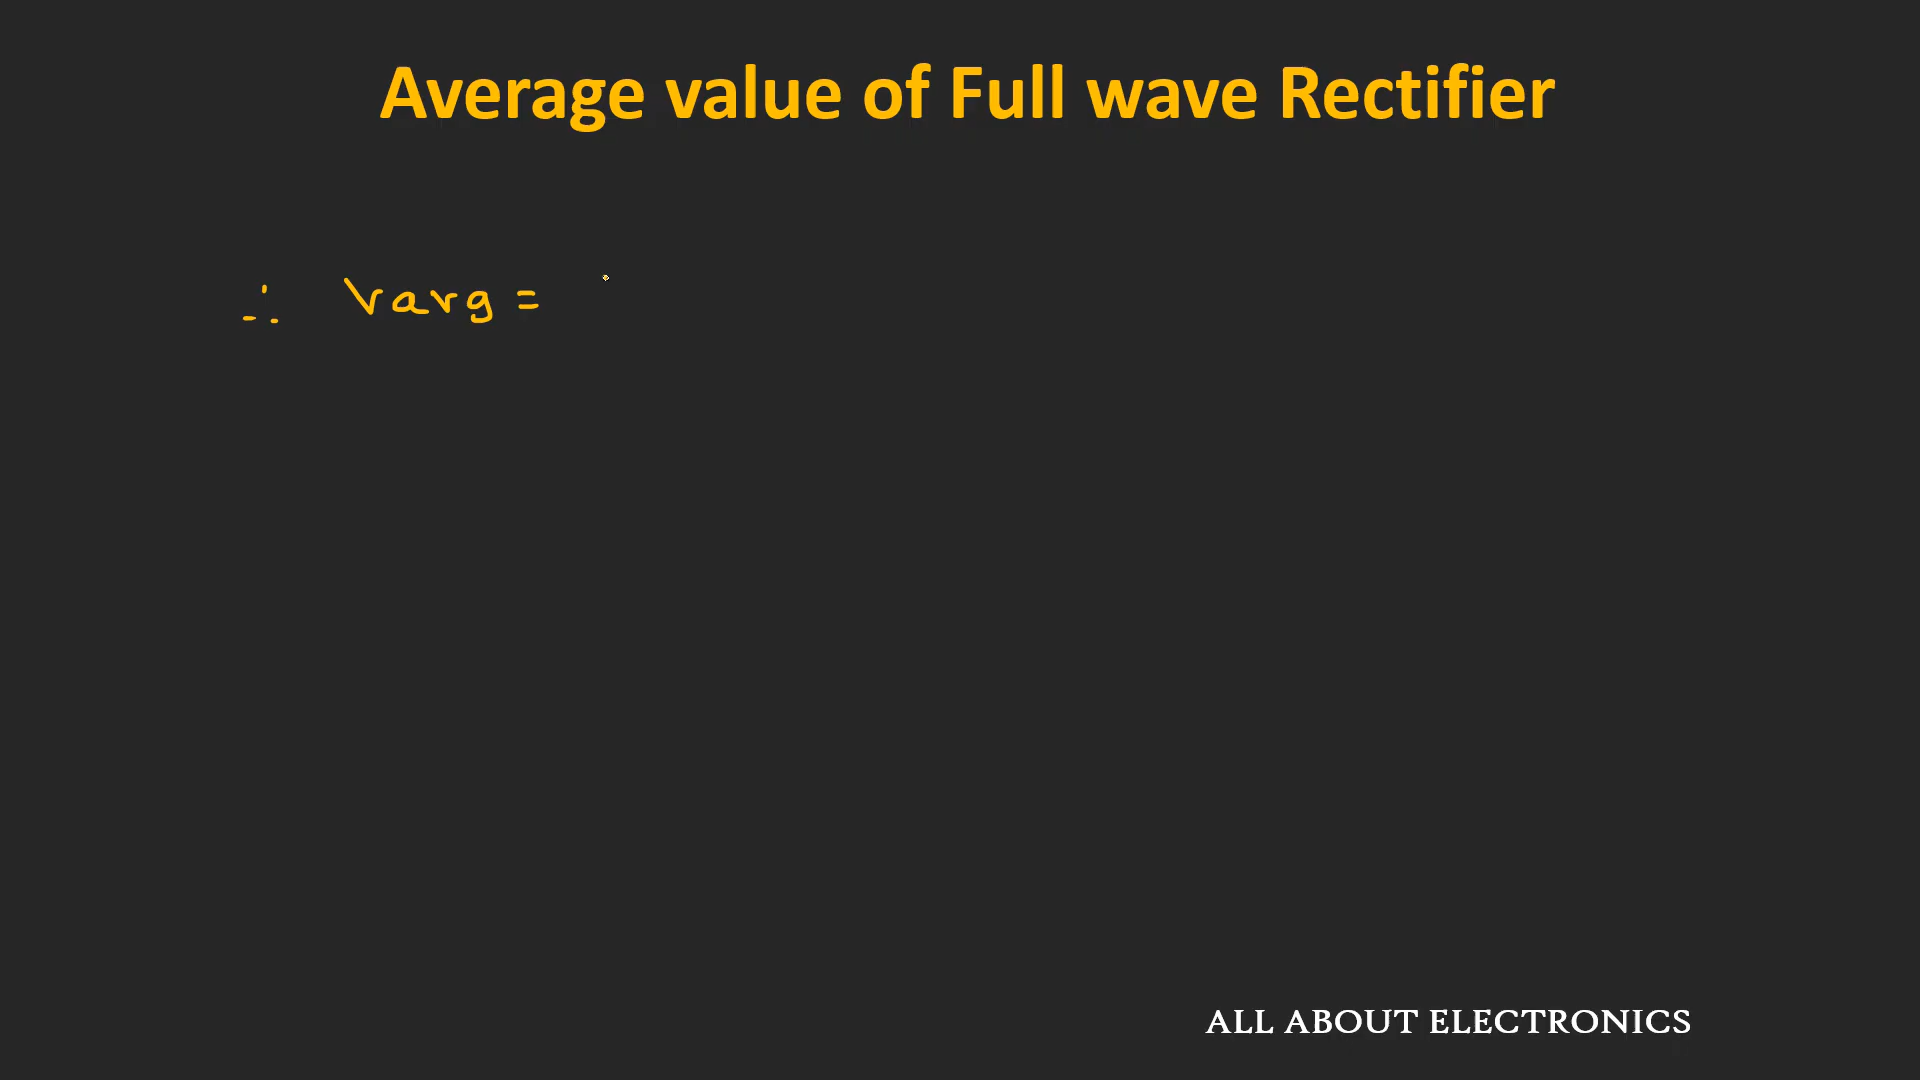 Average value of Full wave Rectifier
∴ Vavg =
ALL ABOUT ELECTRONICS